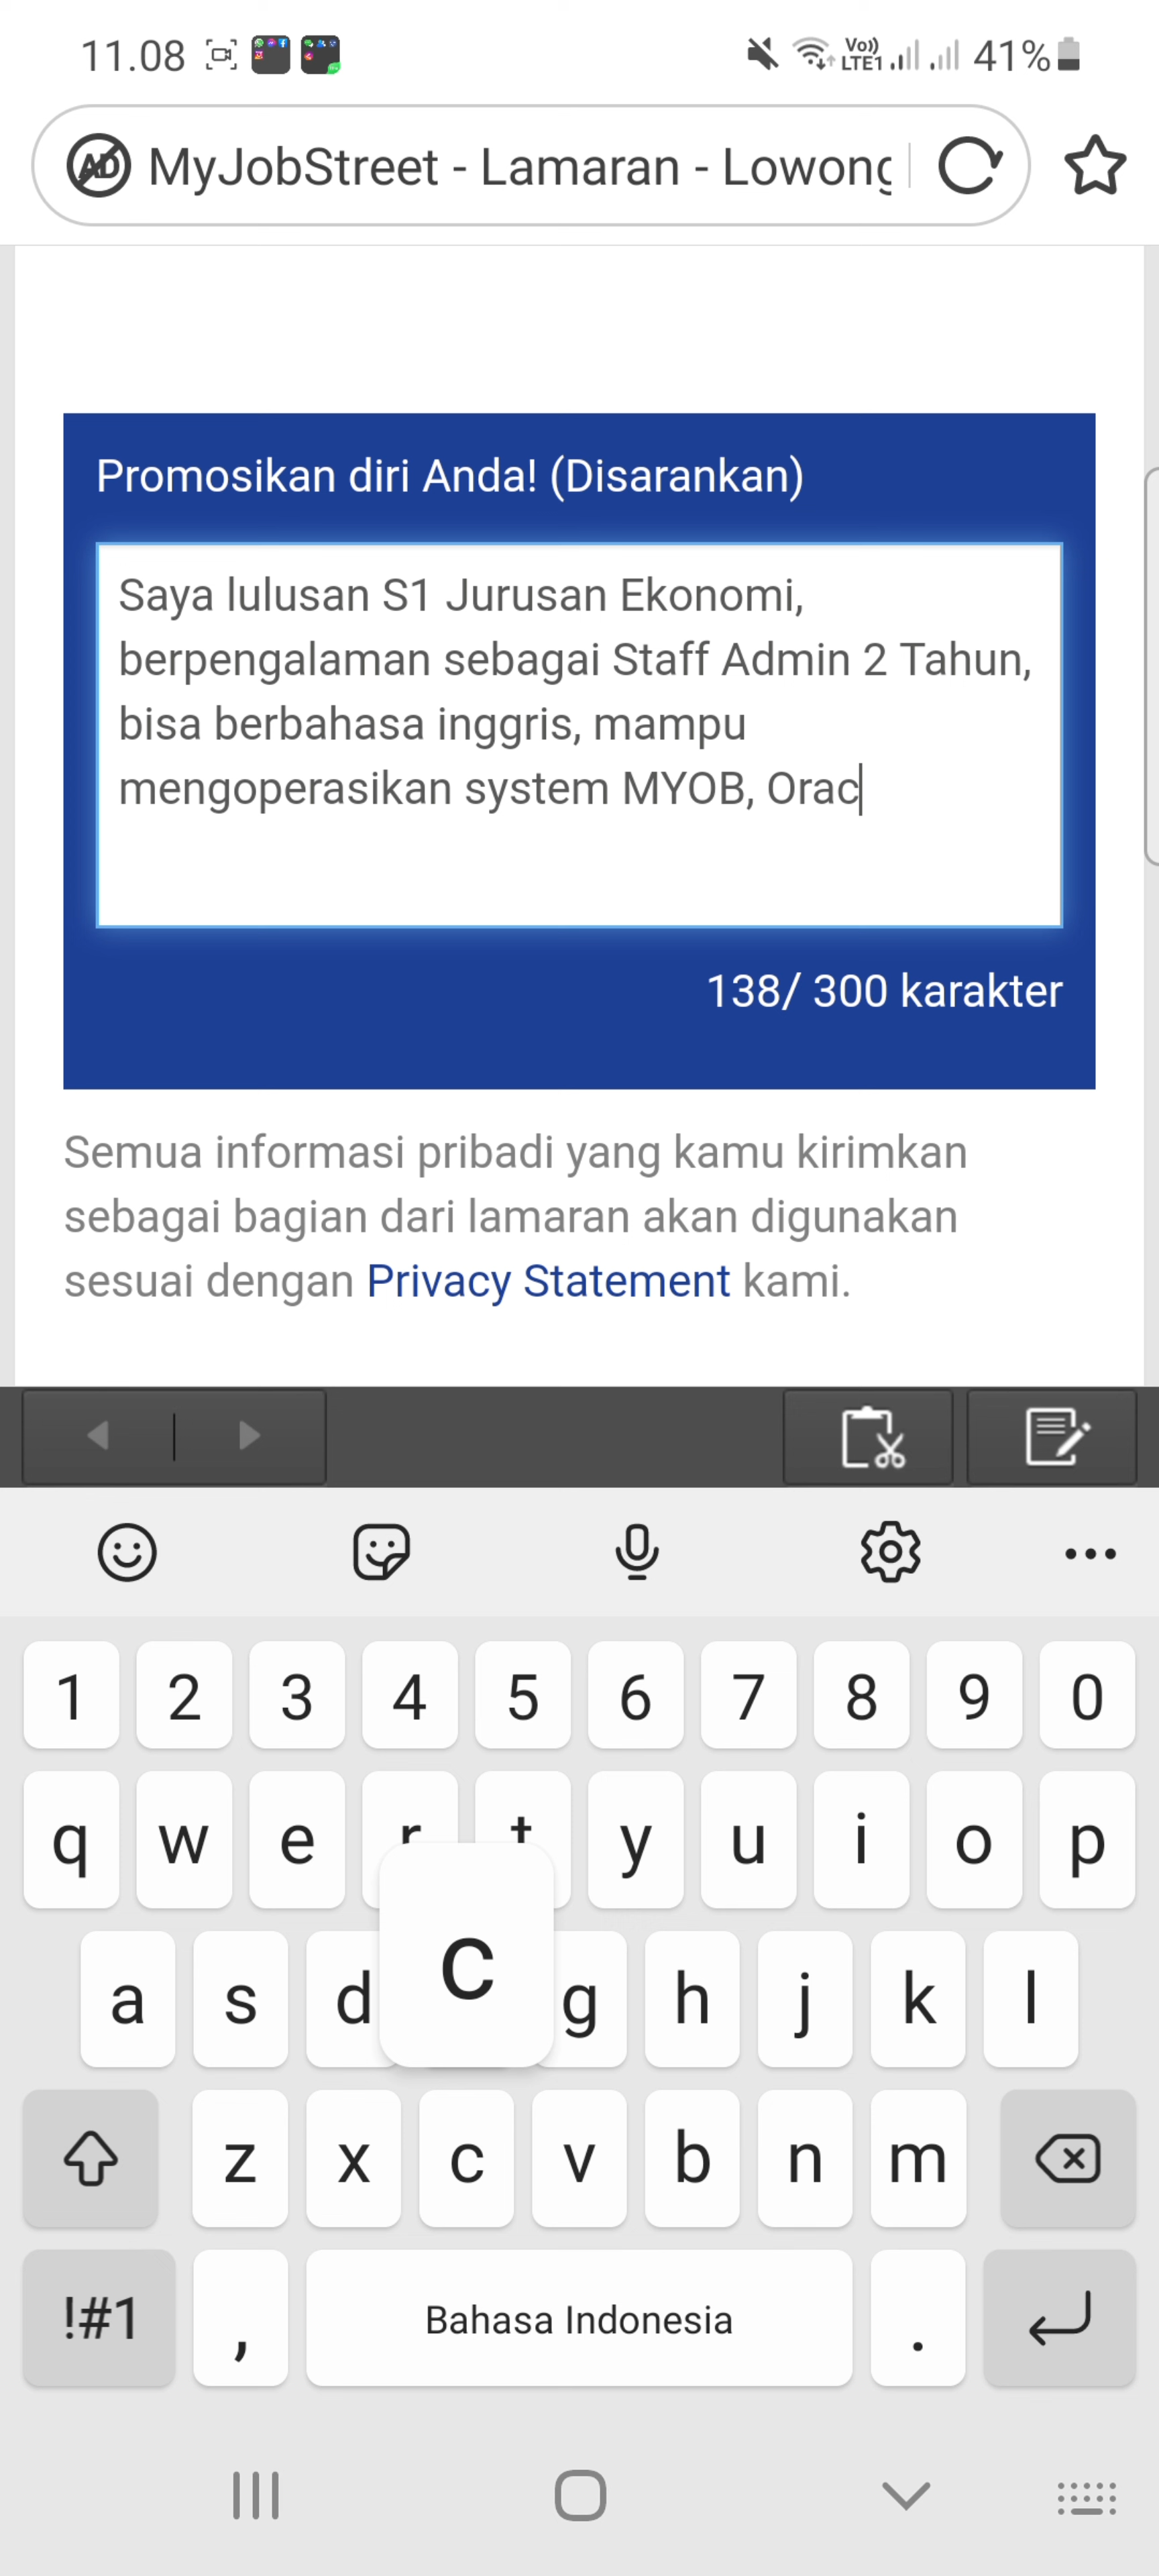 11.08
Vo))
LTE1
41%
AD MyJobStreet - Lamaran - Lowong
Promosikan diri Anda! (Disarankan)
Saya lulusan S1 Jurusan Ekonomi,
berpengalaman sebagai Staff Admin 2 Tahun,
bisa berbahasa inggris, mampu
mengoperasikan system MYOB, Orac
138/ 300 karakter
Semua informasi pribadi yang kamu kirimkan
sebagai bagian dari lamaran akan digunakan
sesuai dengan Privacy Statement kami.
1 2 3 4 5 6 7 8 9 0
q w e r t y u i o p
a s d c g h j k l
z x c v b n m
!#1 , Bahasa Indonesia .